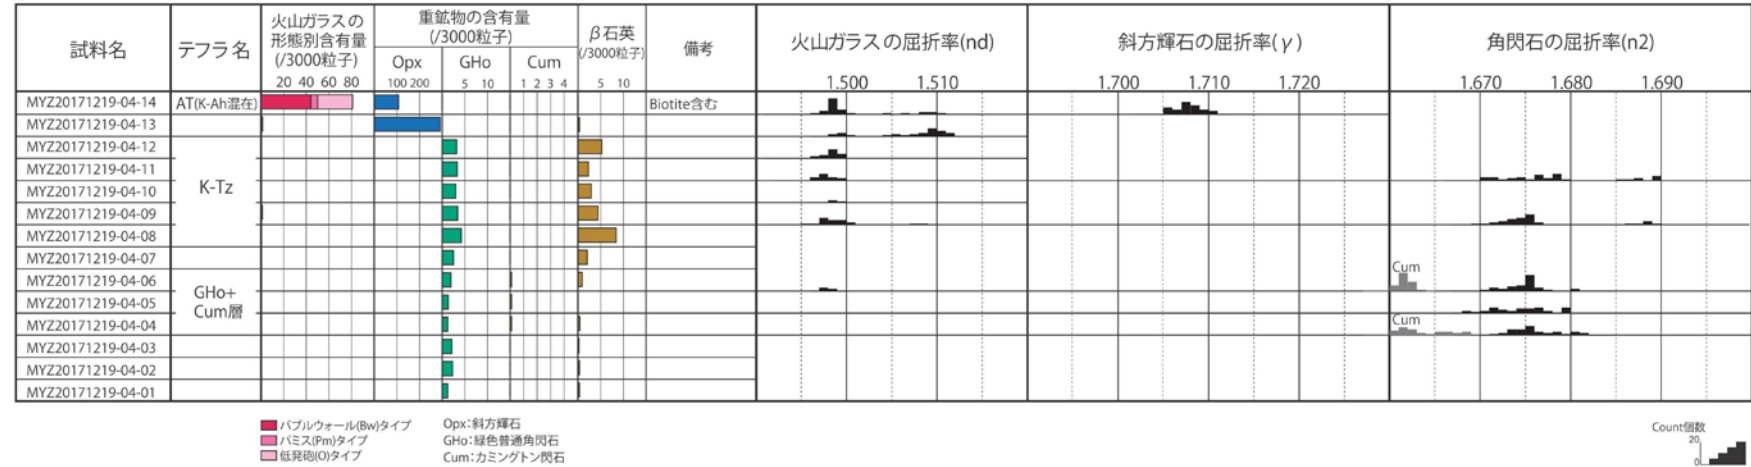 試料名
テフラ名
火山ガラスの
形態別含有量
(/3000粒子)
20 40 60 80
重鉱物の含有量
(/3000粒子)
Opx
100 200
GHo
5 10
Cum
1 2 3 4
β石英
(/3000粒子)
5 10
備考
火山ガラスの屈折率(nd)
1.500 1.510
斜方輝石の屈折率(γ)
1.700 1.710 1.720
角閃石の屈折率(n2)
1.670 1.680 1.690
MYZ20171219-04-14 AT(K-Ah混在) Biotite含む
MYZ20171219-04-13
MYZ20171219-04-12
MYZ20171219-04-11
K-Tz
MYZ20171219-04-10
MYZ20171219-04-09
MYZ20171219-04-08
MYZ20171219-04-07
Cum
MYZ20171219-04-06
GHo+
Cum層
MYZ20171219-04-05
MYZ20171219-04-04 Cum
MYZ20171219-04-03
MYZ20171219-04-02
MYZ20171219-04-01
バブルウォール(Bw)タイプ
パミス(Pm)タイプ
低発泡(O)タイプ
Opx:斜方輝石
GHo:緑色普通角閃石
Cum:カミングトン閃石
Count個数
20
0